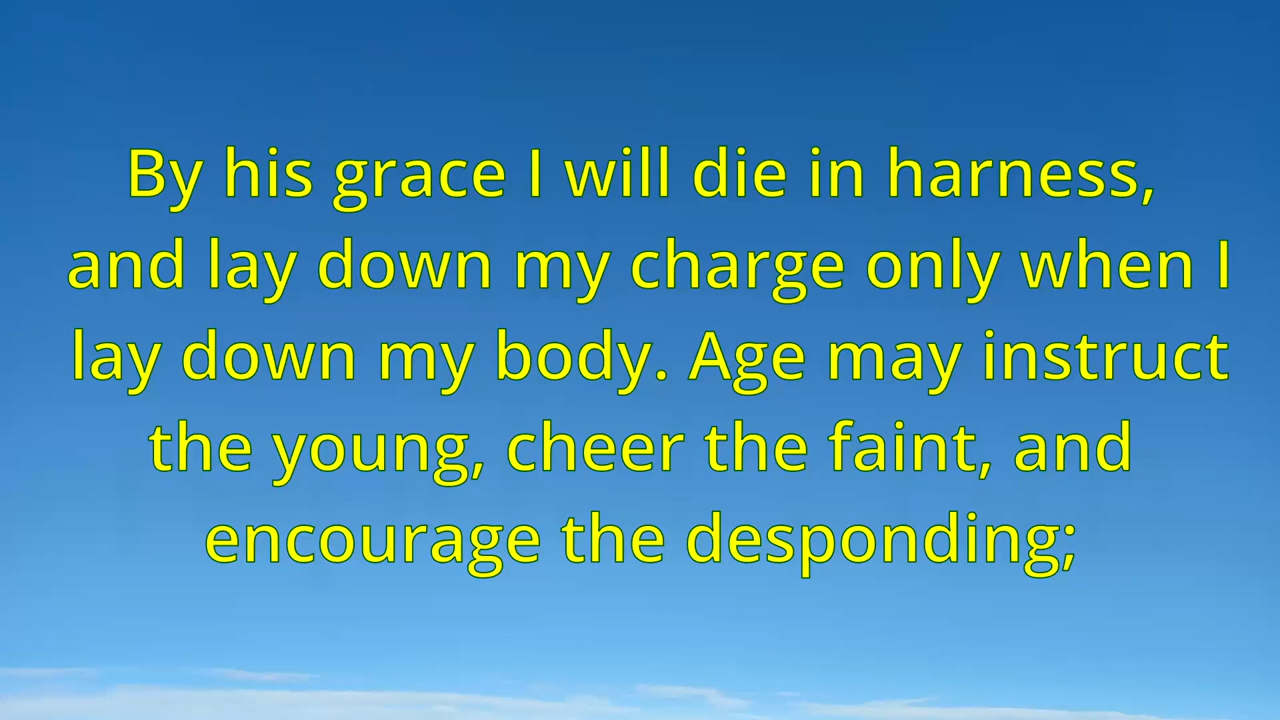 By his grace I will die in harness,
and lay down my charge only when I
lay down my body. Age may instruct
the young, cheer the faint, and
encourage the desponding;